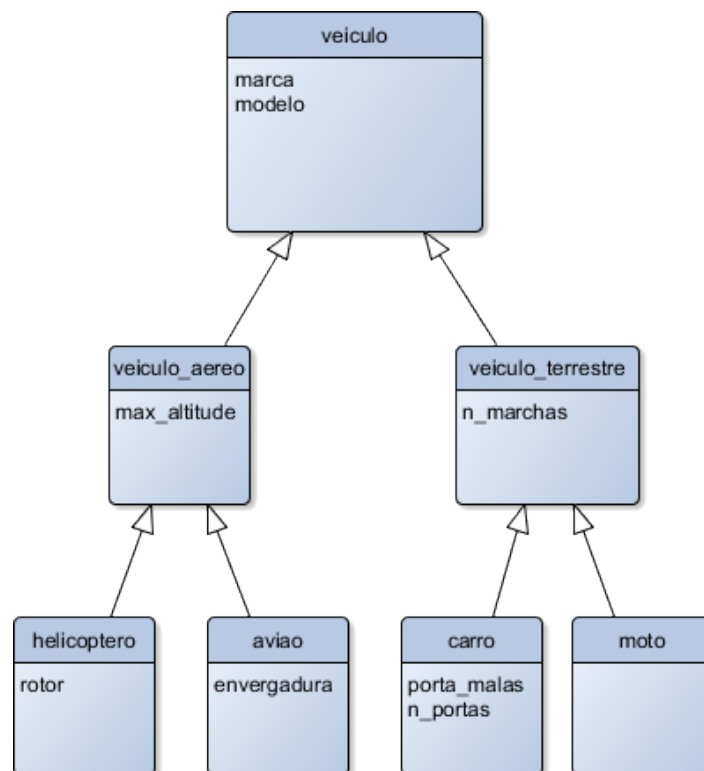 veiculo
marca
modelo
veiculo_aereo
max_altitude
veiculo_terrestre
n_marchas
helicoptero
rotor
aviao
envergadura
carro
porta_malas
n_portas
moto